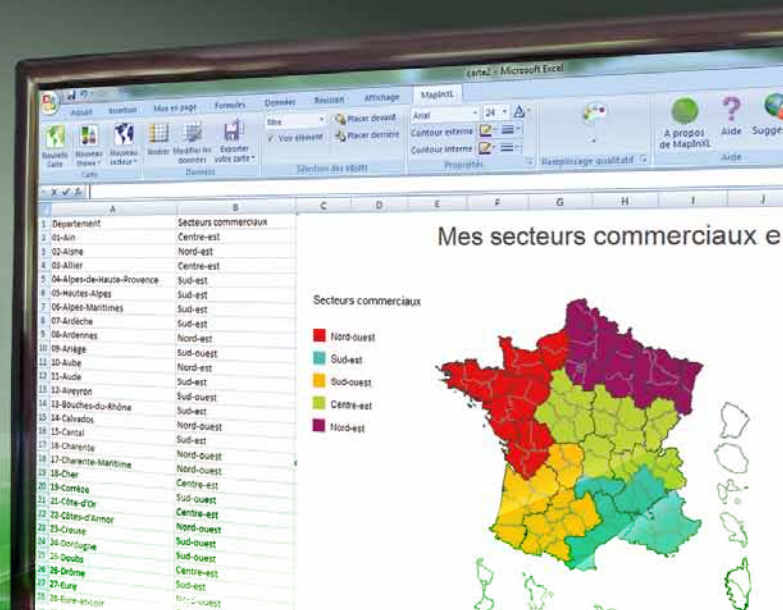 carte2 - Microsoft Excel
Accueil Insertion Mise en page Formules Données Révision Affichage MapInXL
Nouvelle Carte
Nouveau thème
Nouveau secteur
Insérer
Modifier les données
Exporter votre carte
Titre
Voir élément
Placer devant
Placer derrière
Arial 24
Contour externe
Contour interne
A propos de MapInXL
Aide
Sugge
Carte Données Sélection des objets Propriétés Remplissage qualitatif Aide
A B C D E F G H I J
1 Departement Secteurs commerciaux
2 01-Ain Centre-est
3 02-Aisne Nord-est
4 03-Allier Centre-est
5 04-Alpes-de-Haute-Provence Sud-est
6 05-Hautes-Alpes Sud-est
7 06-Alpes-Maritimes Sud-est
8 07-Ardèche Sud-est
9 08-Ardennes Nord-est
10 09-Ariège Sud-ouest
11 10-Aube Nord-est
12 11-Aude Sud-est
13 12-Aveyron Sud-ouest
14 13-Bouches-du-Rhône Sud-est
15 14-Calvados Nord-ouest
16 15-Cantal Sud-est
17 16-Charente Nord-ouest
18 17-Charente-Maritime Nord-ouest
19 18-Cher Centre-est
20 19-Corrèze Sud-ouest
21 21-Côte-d'Or Centre-est
22 22-Côtes-d'Armor Nord-ouest
23 23-Creuse Sud-ouest
24 24-Dordogne Sud-ouest
25 25-Doubs Centre-est
26 26-Drôme Sud-est
27 27-Eure Nord-ouest
28 28-Eure-et-Loir
Mes secteurs commerciaux e
Secteurs commerciaux
Nord-ouest
Sud-est
Sud-ouest
Centre-est
Nord-est